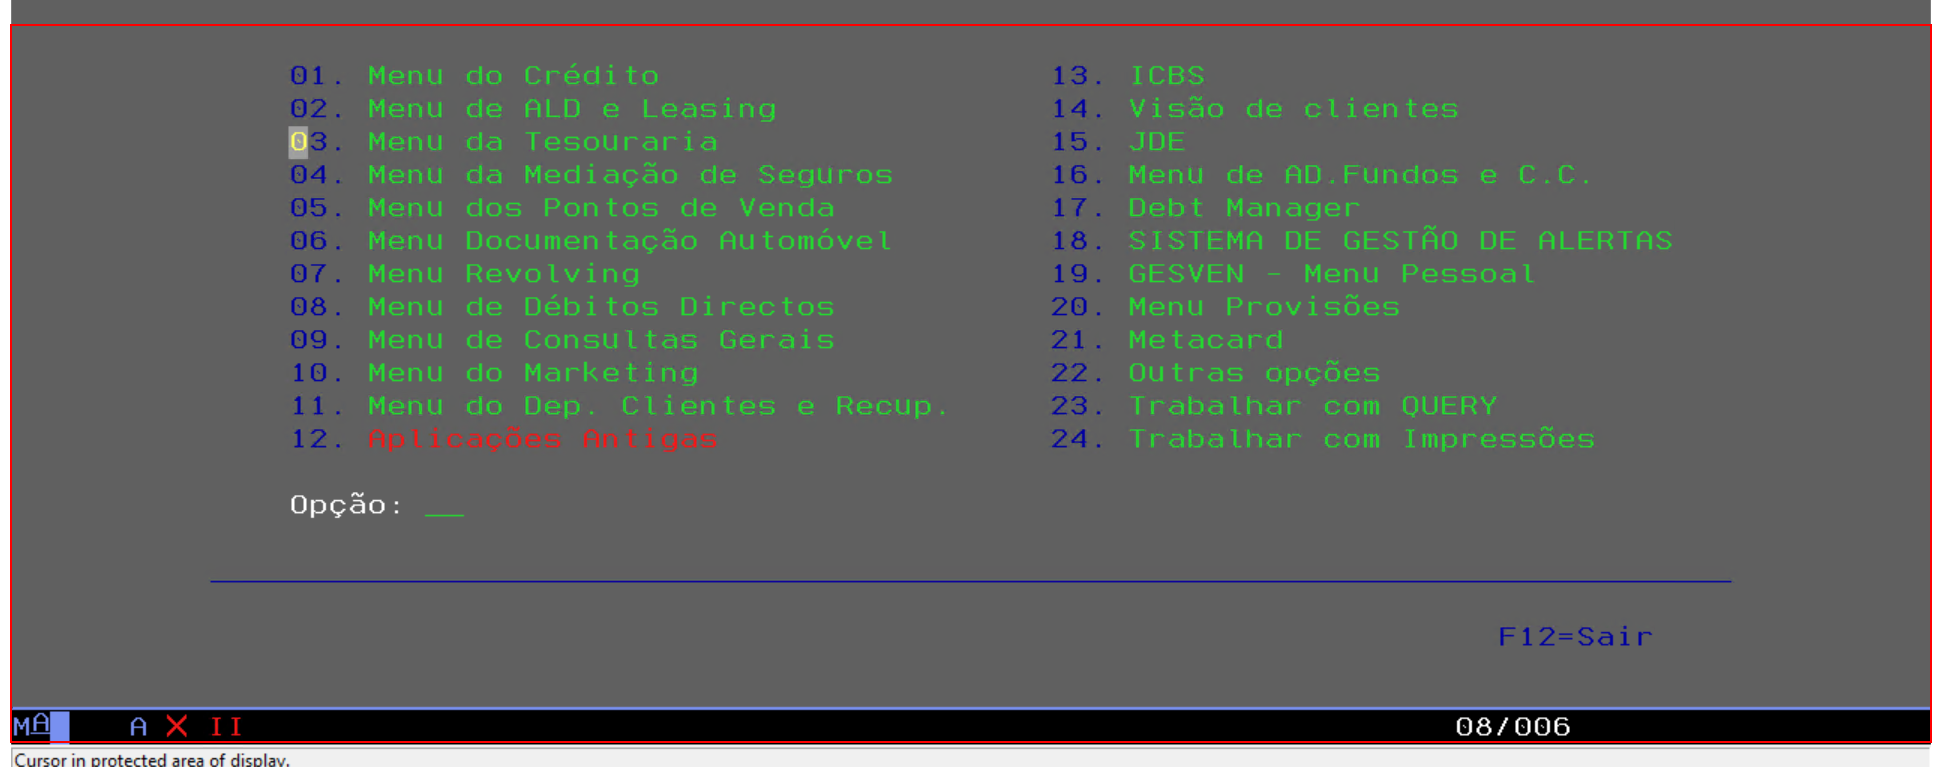 01. Menu do Crédito
02. Menu de ALD e Leasing
03. Menu da Tesouraria
04. Menu da Mediação de Seguros
05. Menu dos Pontos de Venda
06. Menu Documentação Automóvel
07. Menu Revolving
08. Menu de Débitos Directos
09. Menu de Consultas Gerais
10. Menu do Marketing
11. Menu do Dep. Clientes e Recup.
12. Aplicações Antigas
13. ICBS
14. Visão de clientes
15. JDE
16. Menu de AD.Fundos e C.C.
17. Debt Manager
18. SISTEMA DE GESTÃO DE ALERTAS
19. GESVEN - Menu Pessoal
20. Menu Provisões
21. Metacard
22. Outras opções
23. Trabalhar com QUERY
24. Trabalhar com Impressões
Opção: __
F12=Sair
MA A X II 08/006
Cursor in protected area of display.